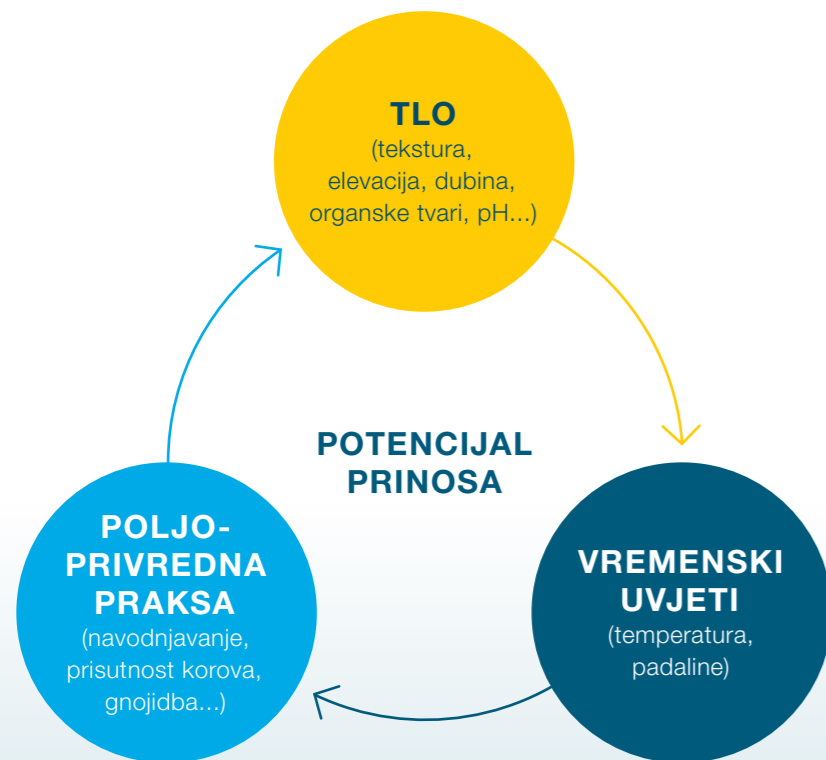 TLO
(tekstura,
elevacija, dubina,
organske tvari, pH...)
POTENCIJAL
PRINOSA
POLJO-
PRIVREDNA
PRAKSA
(navodnjavanje,
prisutnost korova,
gnojidba...)
VREMENSKI
UVJETI
(temperatura,
padaline)